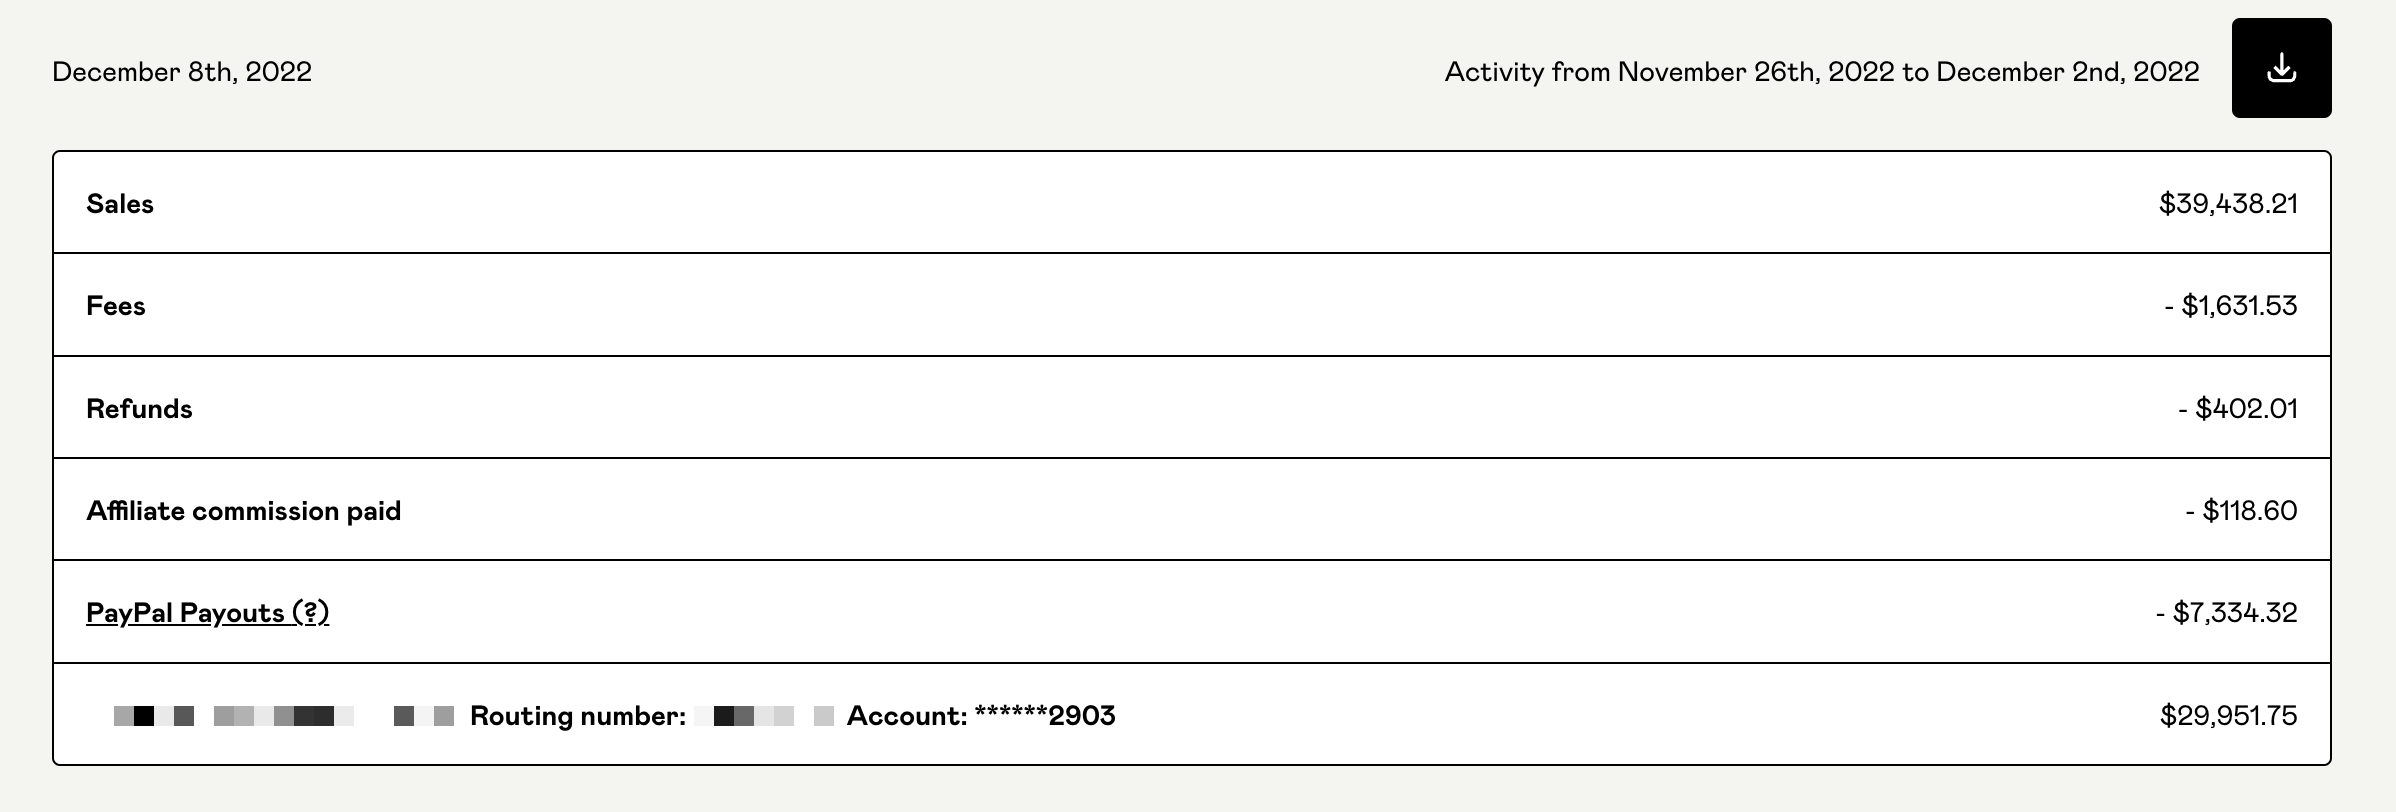 December 8th, 2022
Activity from November 26th, 2022 to December 2nd, 2022
Sales $39,438.21
Fees - $1,631.53
Refunds - $402.01
Affiliate commission paid - $118.60
PayPal Payouts (?) - $7,334.32
Routing number: Account: ******2903 $29,951.75